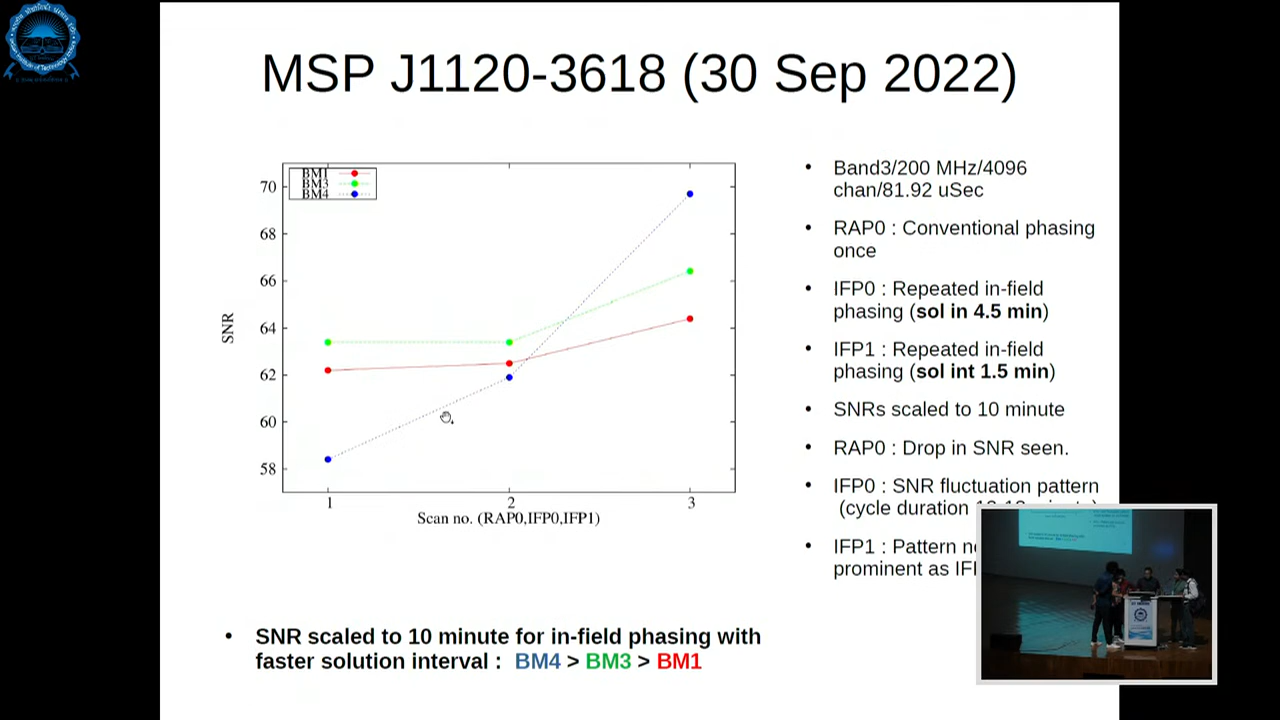 MSP J1120-3618 (30 Sep 2022)
BM1
BM3
BM4
70
68
66
64
62
60
58
SNR
1
2
3
Scan no. (RAP0,IFP0,IFP1)
• Band3/200 MHz/4096
chan/81.92 uSec
• RAP0 : Conventional phasing
once
• IFP0 : Repeated in-field
phasing (sol in 4.5 min)
• IFP1 : Repeated in-field
phasing (sol int 1.5 min)
• SNRs scaled to 10 minute
• RAP0 : Drop in SNR seen.
• IFP0 : SNR fluctuation pattern
(cycle duration
• IFP1 : Pattern
prominent as
• SNR scaled to 10 minute for in-field phasing with
faster solution interval : BM4 > BM3 > BM1